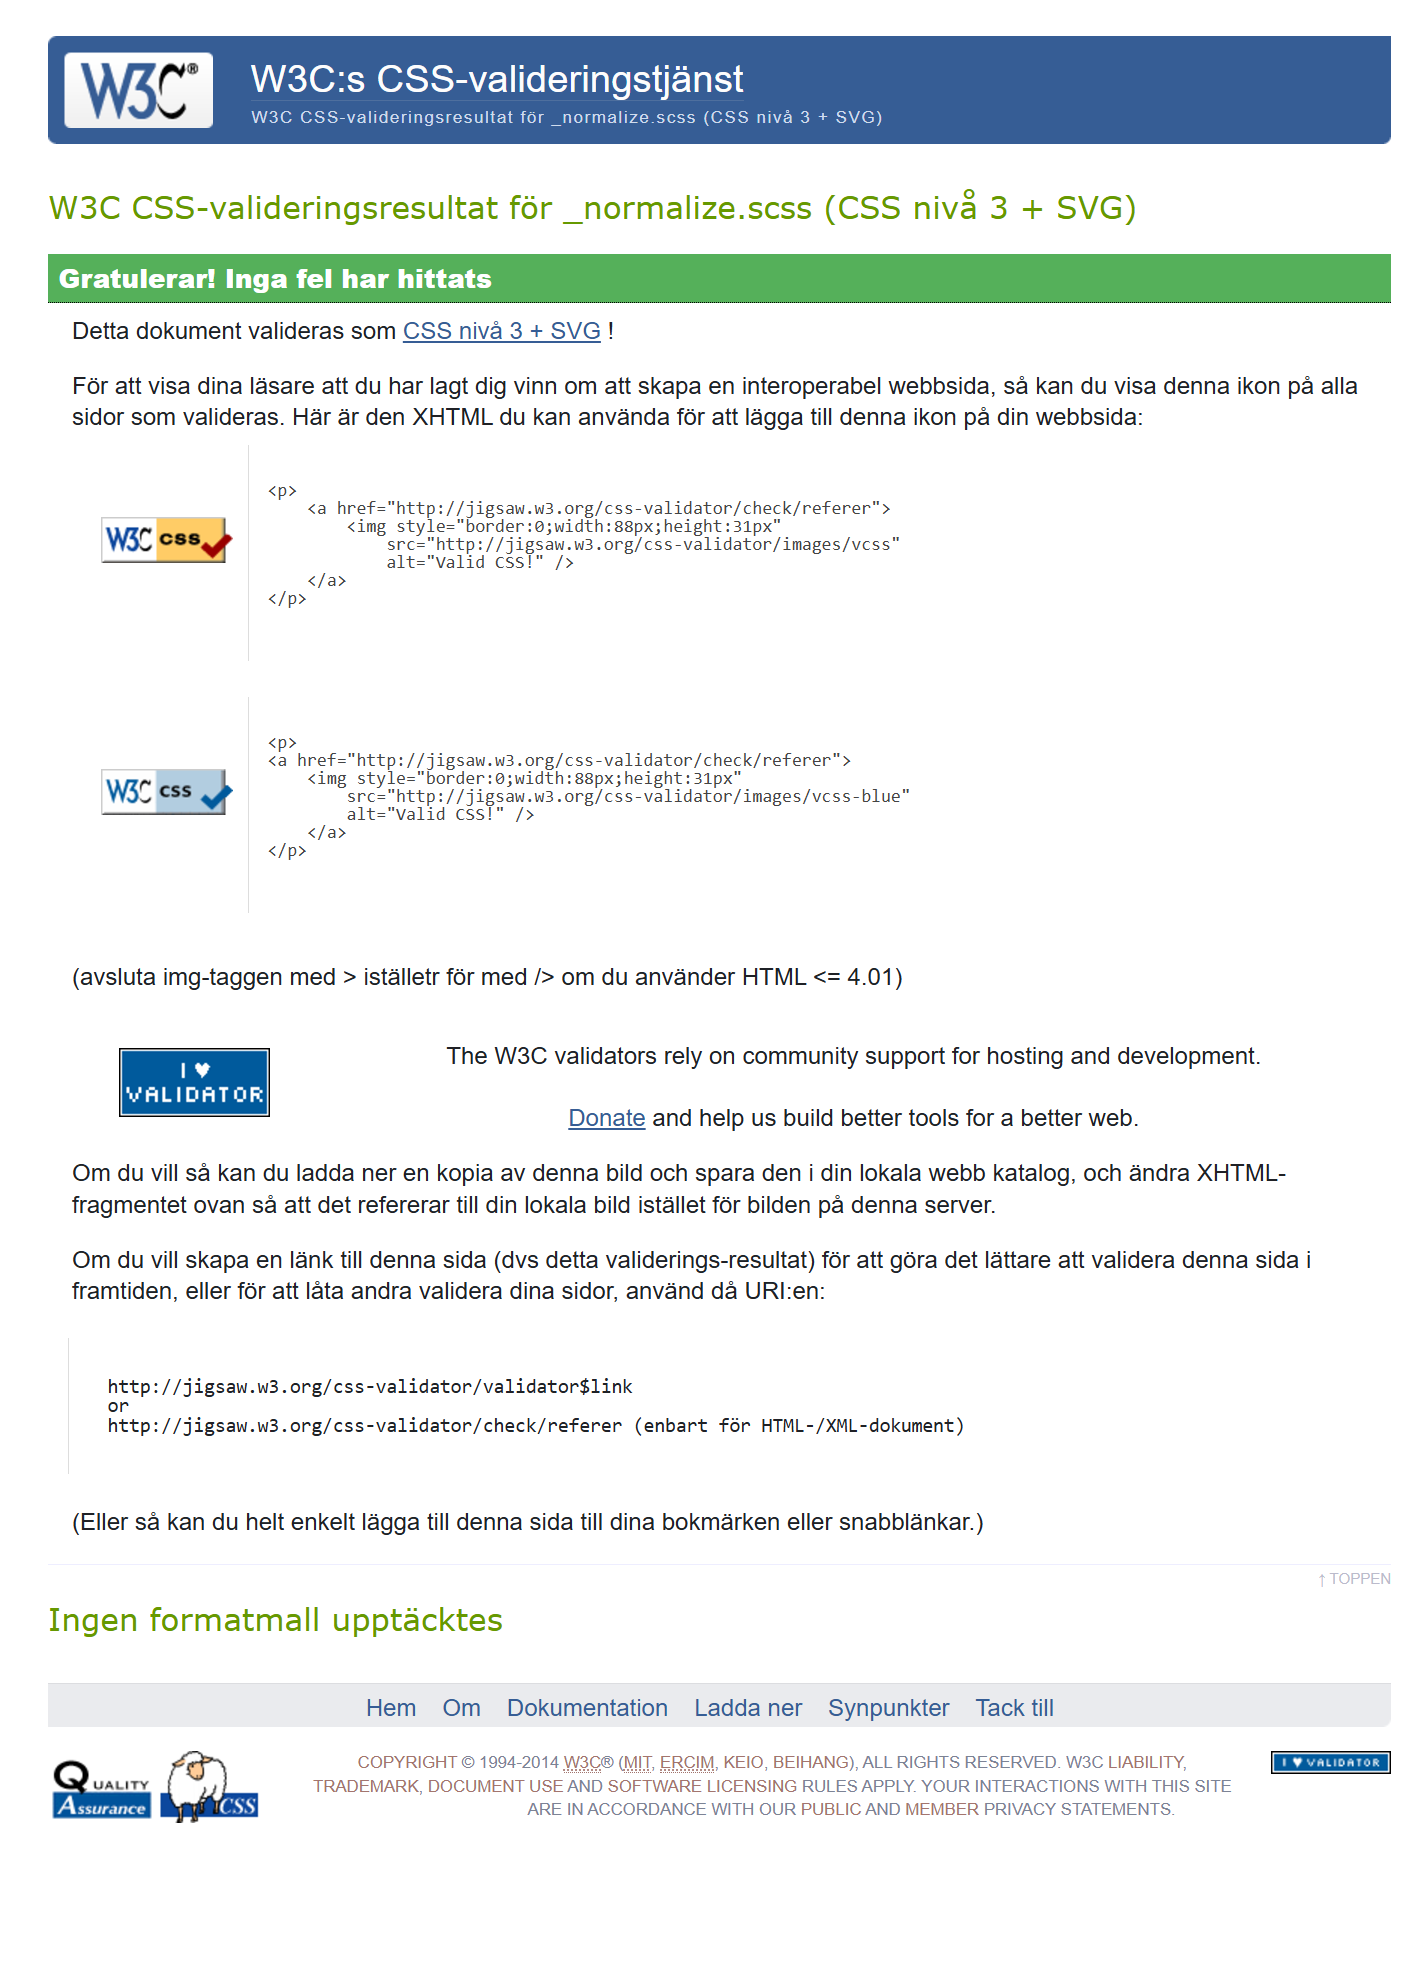 W3C®
W3C:s CSS-valideringstjänst
W3C CSS-valideringsresultat för _normalize.scss (CSS nivå 3 + SVG)
W3C CSS-valideringsresultat för _normalize.scss (CSS nivå 3 + SVG)
Gratulerar! Inga fel har hittats
Detta dokument valideras som CSS nivå 3 + SVG !
För att visa dina läsare att du har lagt dig vinn om att skapa en interoperabel webbsida, så kan du visa denna ikon på alla
sidor som valideras. Här är den XHTML du kan använda för att lägga till denna ikon på din webbsida:
W3C css
<p>
    <a href="http://jigsaw.w3.org/css-validator/check/referer">
        <img style="border:0;width:88px;height:31px"
            src="http://jigsaw.w3.org/css-validator/images/vcss"
            alt="Valid CSS!" />
    </a>
</p>
W3C css
<p>
<a href="http://jigsaw.w3.org/css-validator/check/referer">
    <img style="border:0;width:88px;height:31px"
        src="http://jigsaw.w3.org/css-validator/images/vcss-blue"
        alt="Valid CSS!" />
    </a>
</p>
(avsluta img-taggen med > iställetr för med /> om du använder HTML <= 4.01)
I ♥
VALIDATOR
The W3C validators rely on community support for hosting and development.
Donate and help us build better tools for a better web.
Om du vill så kan du ladda ner en kopia av denna bild och spara den i din lokala webb katalog, och ändra XHTML-
fragmentet ovan så att det refererar till din lokala bild istället för bilden på denna server.
Om du vill skapa en länk till denna sida (dvs detta validerings-resultat) för att göra det lättare att validera denna sida i
framtiden, eller för att låta andra validera dina sidor, använd då URI:en:
http://jigsaw.w3.org/css-validator/validator$link
or
http://jigsaw.w3.org/css-validator/check/referer (enbart för HTML-/XML-dokument)
(Eller så kan du helt enkelt lägga till denna sida till dina bokmärken eller snabblänkar.)
↑ TOPPEN
Ingen formatmall upptäcktes
Hem Om Dokumentation Ladda ner Synpunkter Tack till
QUALITY
Assurance
CSS
COPYRIGHT © 1994-2014 W3C® (MIT, ERCIM, KEIO, BEIHANG), ALL RIGHTS RESERVED. W3C LIABILITY,
TRADEMARK, DOCUMENT USE AND SOFTWARE LICENSING RULES APPLY. YOUR INTERACTIONS WITH THIS SITE
ARE IN ACCORDANCE WITH OUR PUBLIC AND MEMBER PRIVACY STATEMENTS.
I ♥ VALIDATOR